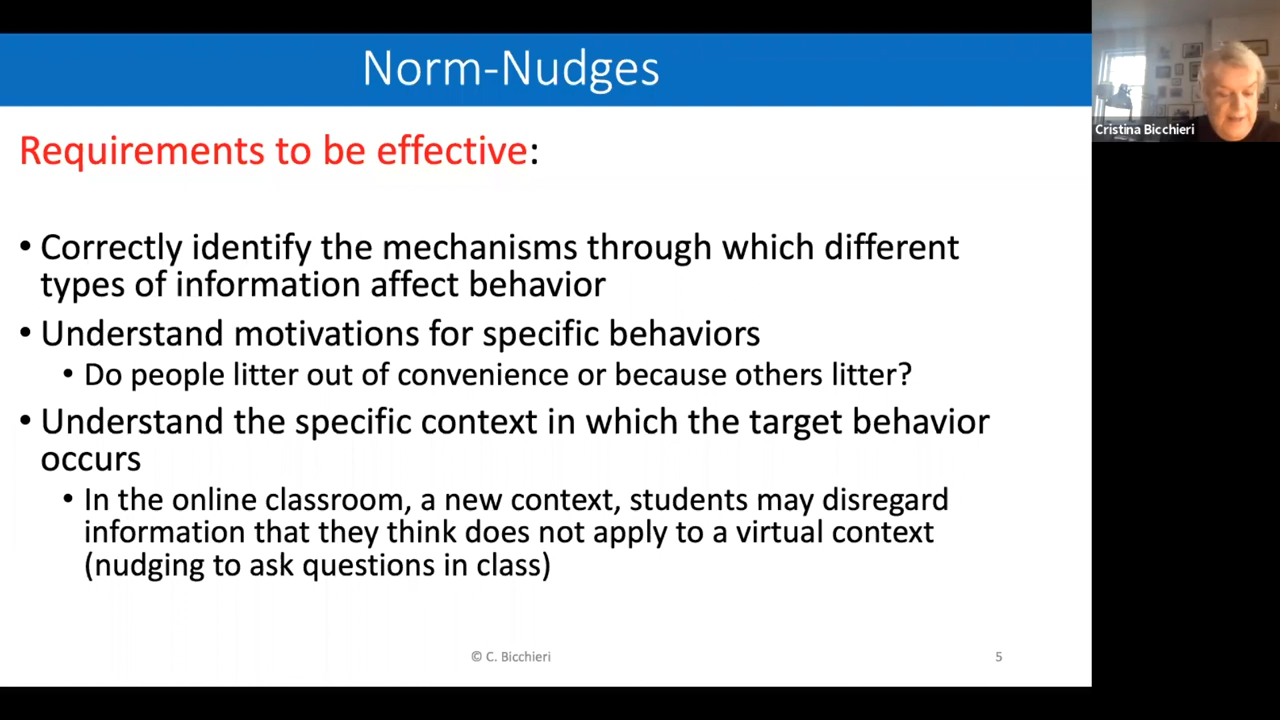 Norm-Nudges
Cristina Bicchieri
Requirements to be effective:
• Correctly identify the mechanisms through which different
types of information affect behavior
• Understand motivations for specific behaviors
• Do people litter out of convenience or because others litter?
• Understand the specific context in which the target behavior
occurs
• In the online classroom, a new context, students may disregard
information that they think does not apply to a virtual context
(nudging to ask questions in class)
© C. Bicchieri
5